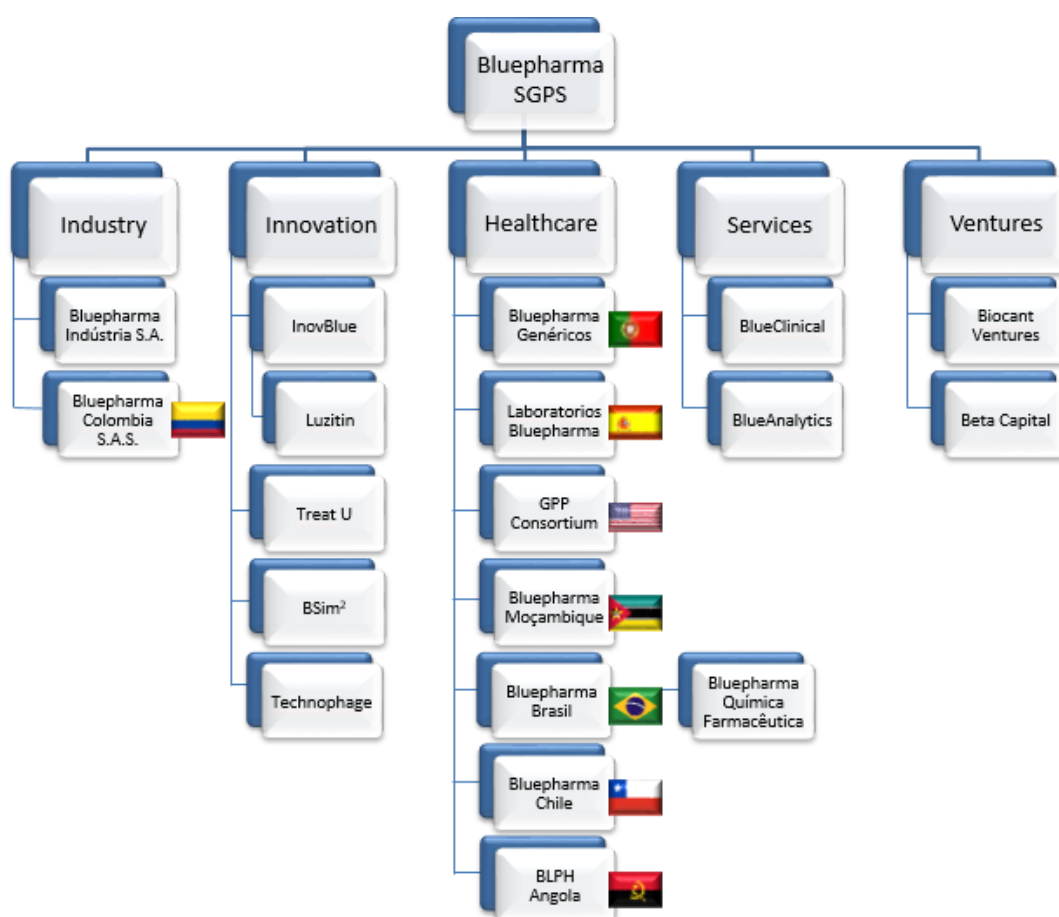 Bluepharma
SGPS
Industry
Innovation
Healthcare
Services
Ventures
Bluepharma
Indústria S.A.
Bluepharma
Colombia
S.A.S.
InovBlue
Luzitin
Treat U
BSim²
Technophage
Bluepharma
Genéricos
Laboratorios
Bluepharma
GPP
Consortium
Bluepharma
Moçambique
Bluepharma
Brasil
Bluepharma
Química
Farmacêutica
Bluepharma
Chile
BLPH
Angola
BlueClinical
BlueAnalytics
Biocant
Ventures
Beta Capital